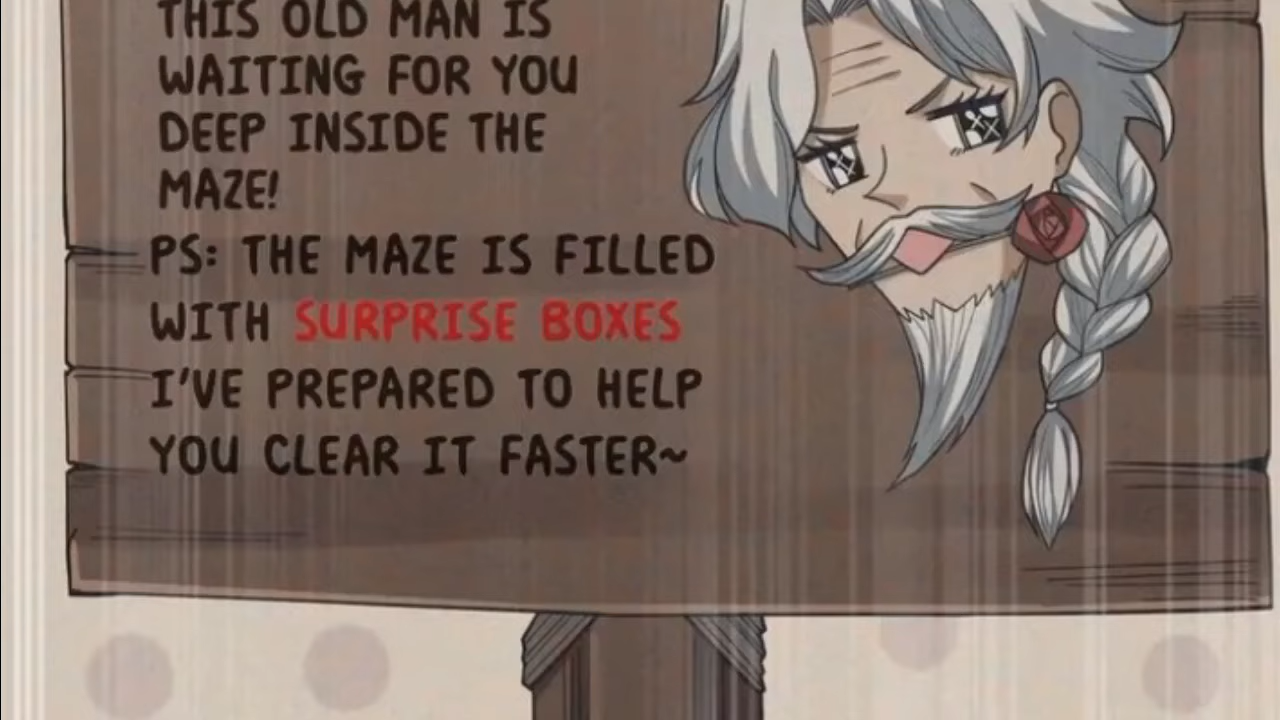 THIS OLD MAN IS
WAITING FOR YOU
DEEP INSIDE THE
MAZE!
PS: THE MAZE IS FILLED
WITH SURPRISE BOXES
I'VE PREPARED TO HELP
YOU CLEAR IT FASTER~